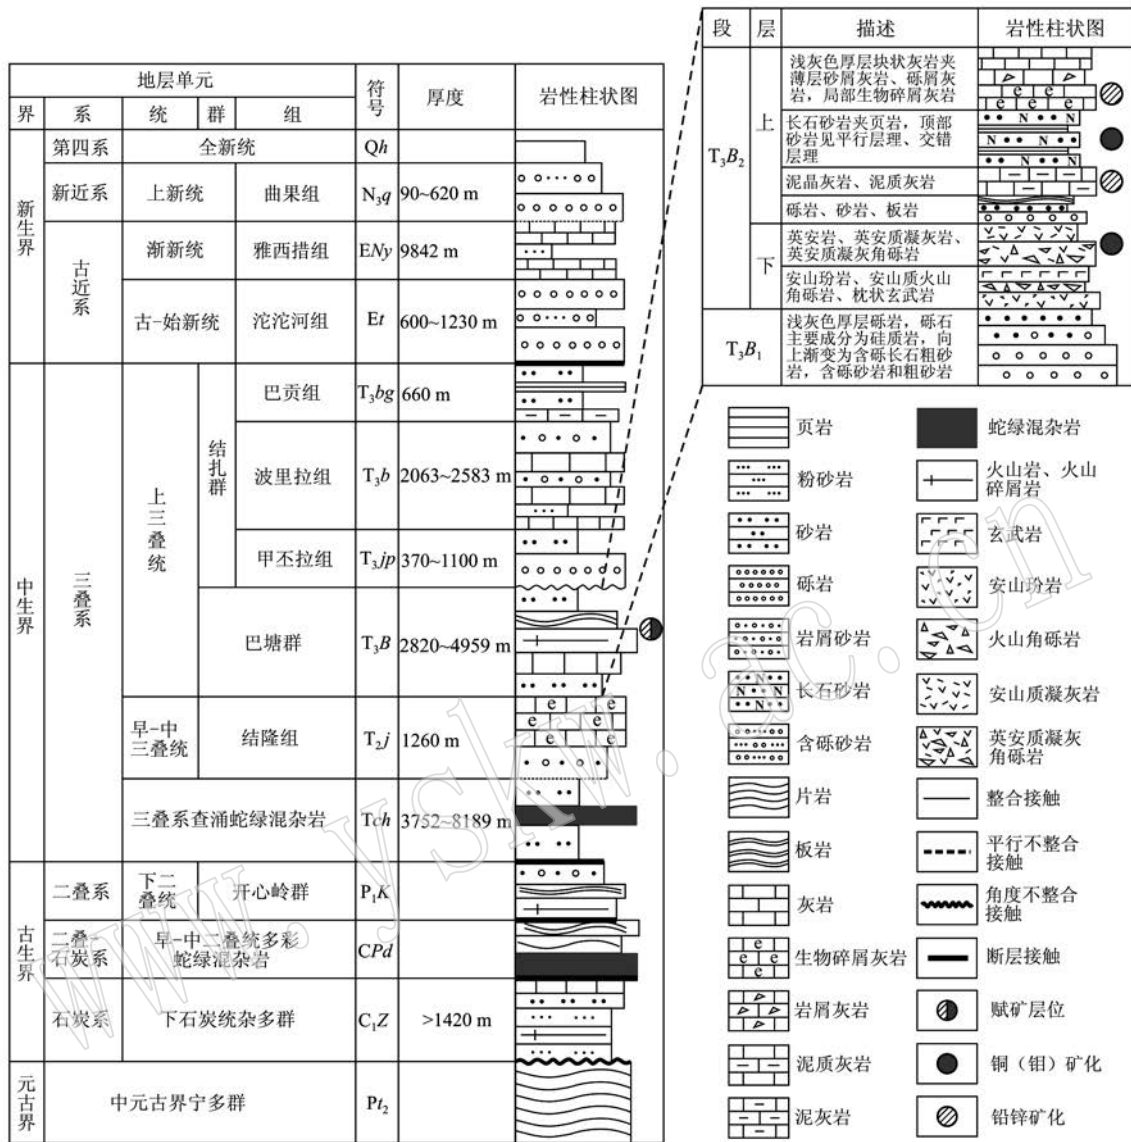 地层单元
符号
厚度
岩性柱状图
界 系 统 群 组
新生界
第四系 全新统 Qh
新近系 上新统 曲果组 N₃q 90~620 m
古近系
渐新统 雅西措组 ENy 9842 m
古-始新统 沱沱河组 Et 600~1230 m
中生界
三叠系
上三叠统
结扎群
巴贡组 T₃bg 660 m
波里拉组 T₃b 2063~2583 m
甲丕拉组 T₃jp 370~1100 m
巴塘群 T₃B 2820~4959 m
早-中
三叠统
结隆组 T₂j 1260 m
三叠系查涌蛇绿混杂岩 Tch 3752~8189 m
古生界
二叠系
下二
叠统
开心岭群 P₁K
二叠-
石炭系
早-中二叠统多彩
蛇绿混杂岩
CPd
石炭系 下石炭统杂多群 C₁Z >1420 m
元古界
中元古界宁多群 Pt₂
段 层 描述 岩性柱状图
T₃B₂
上
浅灰色厚层块状灰岩夹
薄层砂屑灰岩、砾屑灰
岩，局部生物碎屑灰岩
长石砂岩夹页岩，顶部
砂岩见平行层理、交错
层理
泥晶灰岩、泥质灰岩
砾岩、砂岩、板岩
下
英安岩、英安质凝灰岩、
英安质凝灰角砾岩
安山玢岩、安山质火山
角砾岩、枕状玄武岩
T₃B₁
浅灰色厚层砾岩，砾石
主要成分为硅质岩，向
上渐变为含砾长石粗砂
岩，含砾砂岩和粗砂岩
页岩
粉砂岩
砂岩
砾岩
岩屑砂岩
长石砂岩
含砾砂岩
片岩
板岩
灰岩
生物碎屑灰岩
岩屑灰岩
泥质灰岩
泥灰岩
蛇绿混杂岩
火山岩、火山
碎屑岩
玄武岩
安山玢岩
火山角砾岩
安山质凝灰岩
英安质凝灰
角砾岩
整合接触
平行不整合
接触
角度不整合
接触
断层接触
赋矿层位
铜（钼）矿化
铅锌矿化
www.yskw.ac.cn